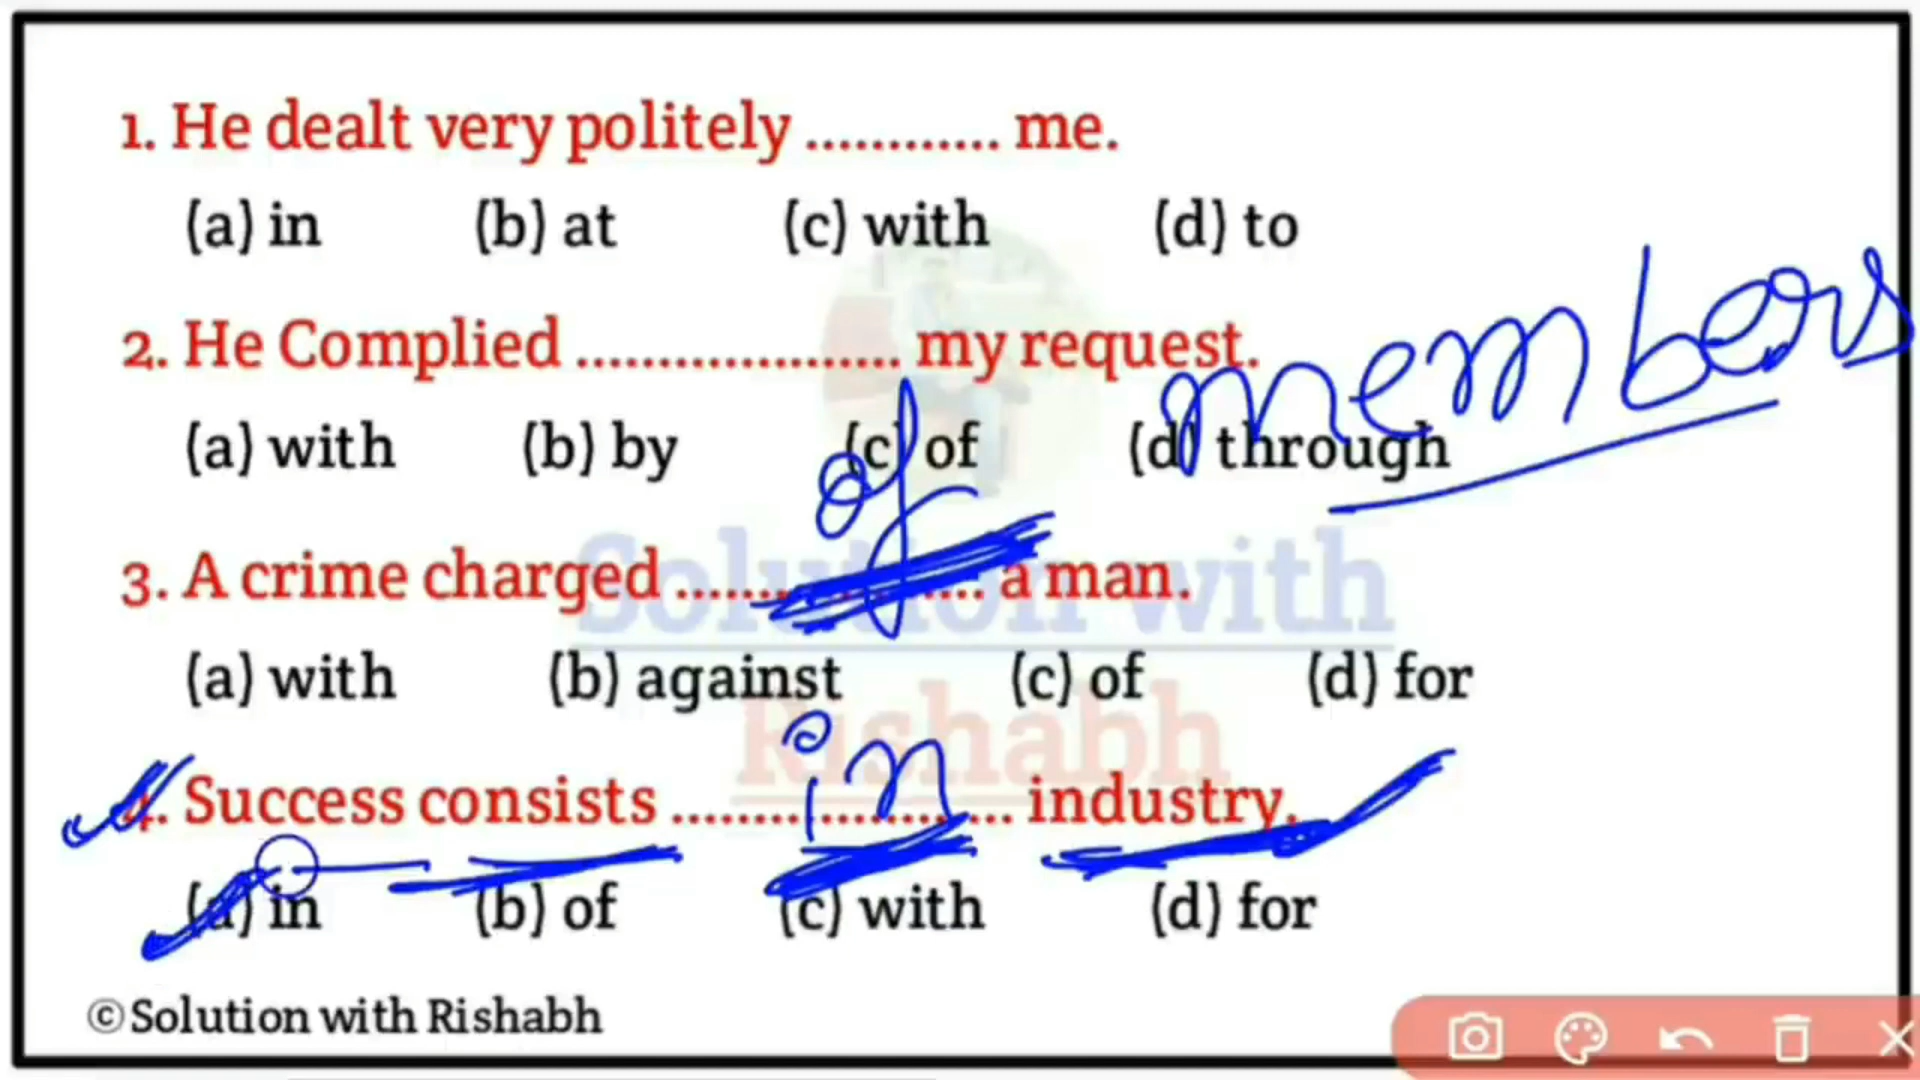 1. He dealt very politely ............ me.
(a) in (b) at (c) with (d) to
2. He Complied .................... my request.
members
(a) with (b) by (c) of (d) through
of
3. A crime charged ................... a man.
Solution with
(a) with (b) against (c) of (d) for
Rishabh
in
4. Success consists ..................... industry.
(a) in (b) of (c) with (d) for
©Solution with Rishabh